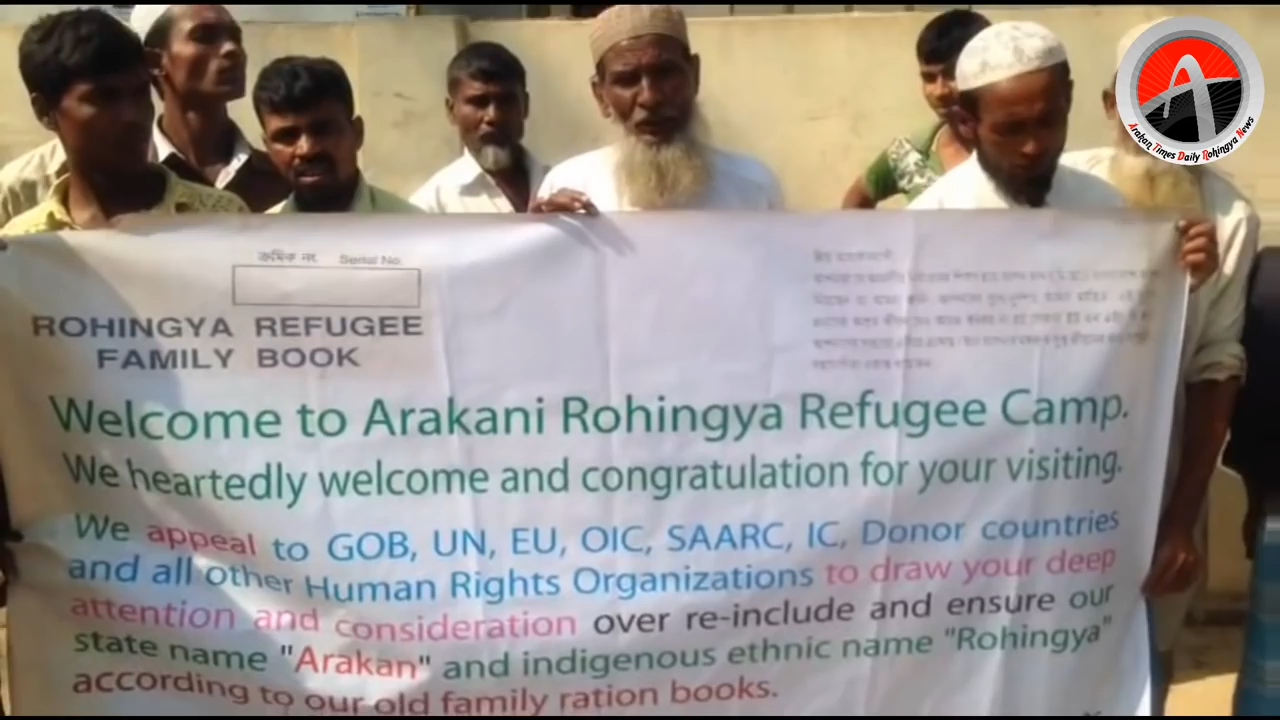 ক্রমিক নং Serial No.
ROHINGYA REFUGEE
FAMILY BOOK
Welcome to Arakani Rohingya Refugee Camp.
We heartedly welcome and congratulation for your visiting.
We appeal to GOB, UN, EU, OIC, SAARC, IC, Donor countries
and all other Human Rights Organizations to draw your deep
attention and consideration over re-include and ensure our
state name "Arakan" and indigenous ethnic name "Rohingya"
according to our old family ration books.
Arakan Times Daily Rohingya News